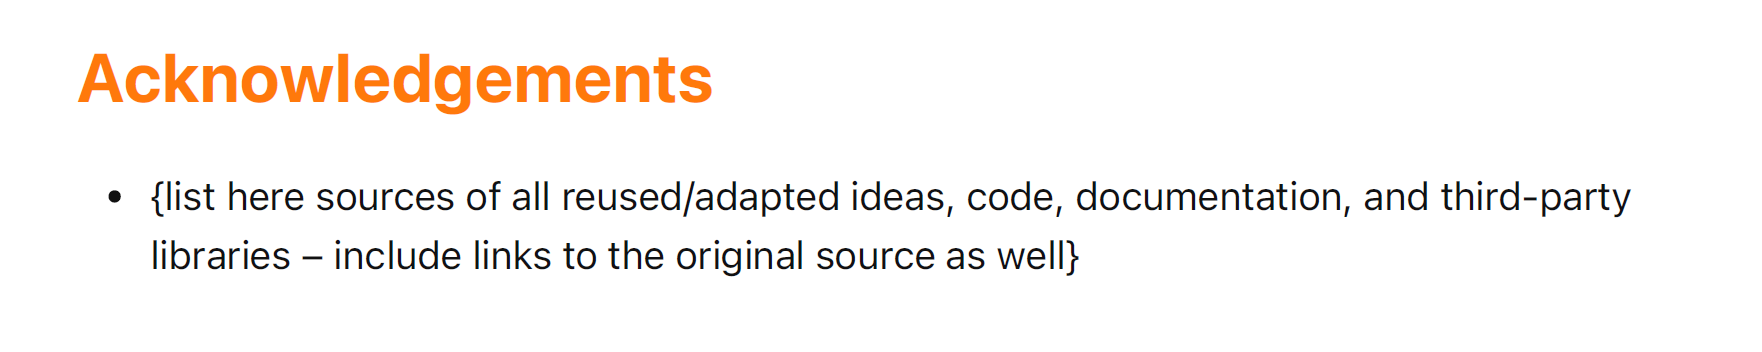 Acknowledgements
• {list here sources of all reused/adapted ideas, code, documentation, and third-party
libraries – include links to the original source as well}